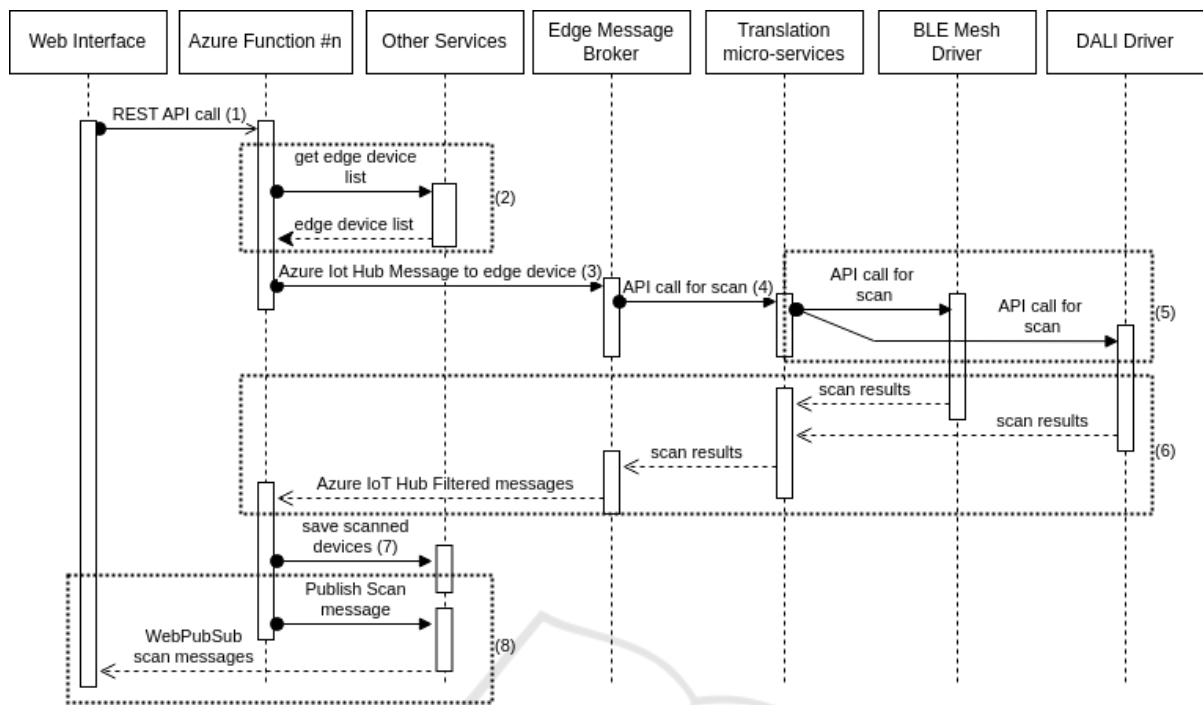 Web Interface
Azure Function #n
Other Services
Edge Message
Broker
Translation
micro-services
BLE Mesh
Driver
DALI Driver
REST API call (1)
get edge device
list
(2)
edge device list
Azure Iot Hub Message to edge device (3)
API call for scan (4)
API call for
scan
API call for
scan
(5)
scan results
scan results
scan results
(6)
Azure IoT Hub Filtered messages
save scanned
devices (7)
Publish Scan
message
WebPubSub
scan messages
(8)